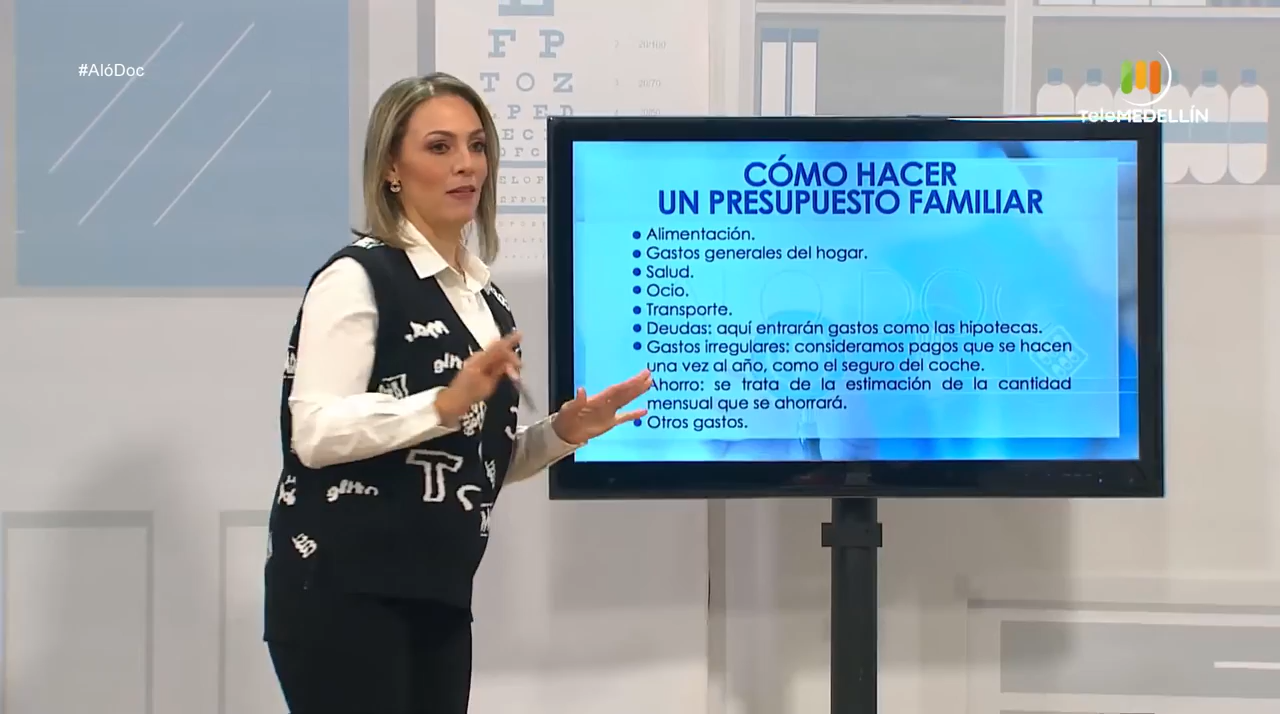 #AlóDoc
F P
T O Z
L P E D
TeleMEDELLÍN
CÓMO HACER
UN PRESUPUESTO FAMILIAR
Alimentación.
Gastos generales del hogar.
Salud.
Ocio.
Transporte.
Deudas: aquí entrarán gastos como las hipotecas.
Gastos irregulares: consideramos pagos que se hacen
una vez al año, como el seguro del coche.
Ahorro: se trata de la estimación de la cantidad
mensual que se ahorrará.
Otros gastos.